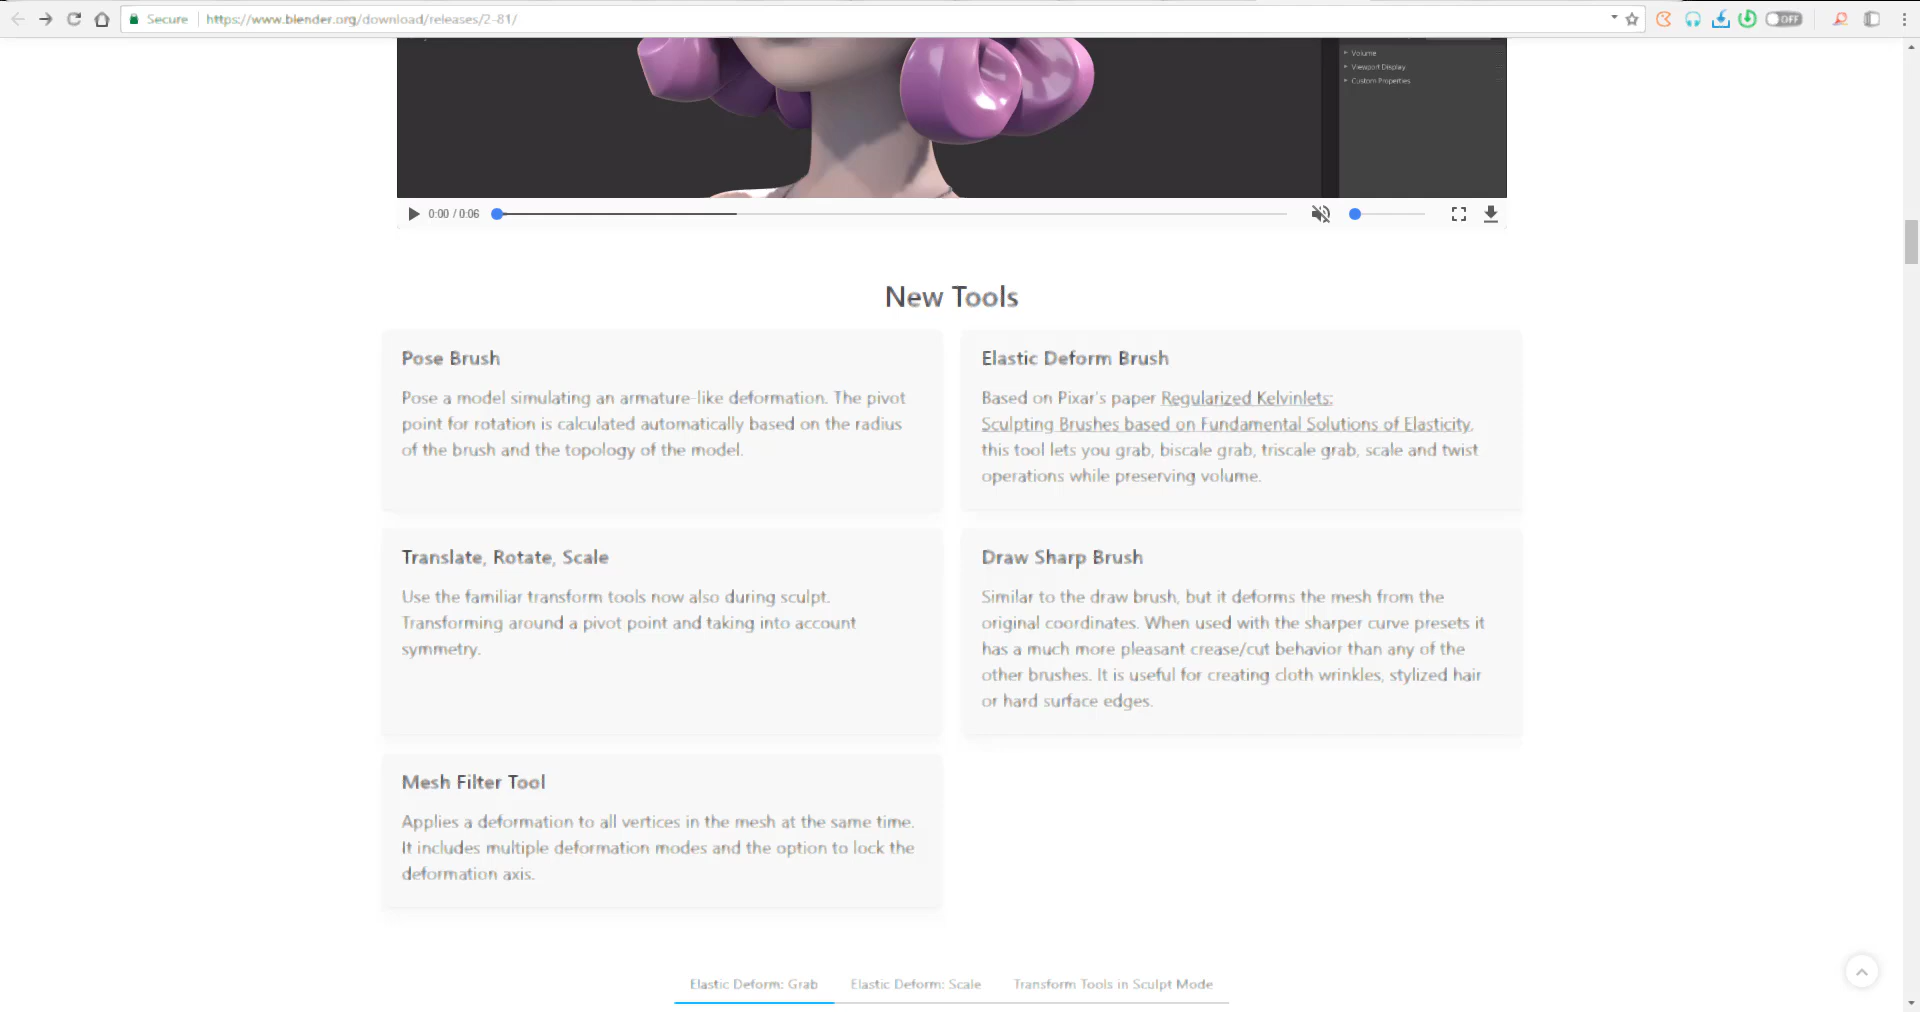 Secure https://www.blender.org/download/releases/2-81/
OFF
Volume
Viewport Display
Custom Properties
0:00 / 0:06
New Tools
Pose Brush
Pose a model simulating an armature-like deformation. The pivot
point for rotation is calculated automatically based on the radius
of the brush and the topology of the model.
Elastic Deform Brush
Based on Pixar's paper Regularized Kelvinlets:
Sculpting Brushes based on Fundamental Solutions of Elasticity,
this tool lets you grab, biscale grab, triscale grab, scale and twist
operations while preserving volume.
Translate, Rotate, Scale
Use the familiar transform tools now also during sculpt.
Transforming around a pivot point and taking into account
symmetry.
Draw Sharp Brush
Similar to the draw brush, but it deforms the mesh from the
original coordinates. When used with the sharper curve presets it
has a much more pleasant crease/cut behavior than any of the
other brushes. It is useful for creating cloth wrinkles, stylized hair
or hard surface edges.
Mesh Filter Tool
Applies a deformation to all vertices in the mesh at the same time.
It includes multiple deformation modes and the option to lock the
deformation axis.
Elastic Deform: Grab Elastic Deform: Scale Transform Tools in Sculpt Mode